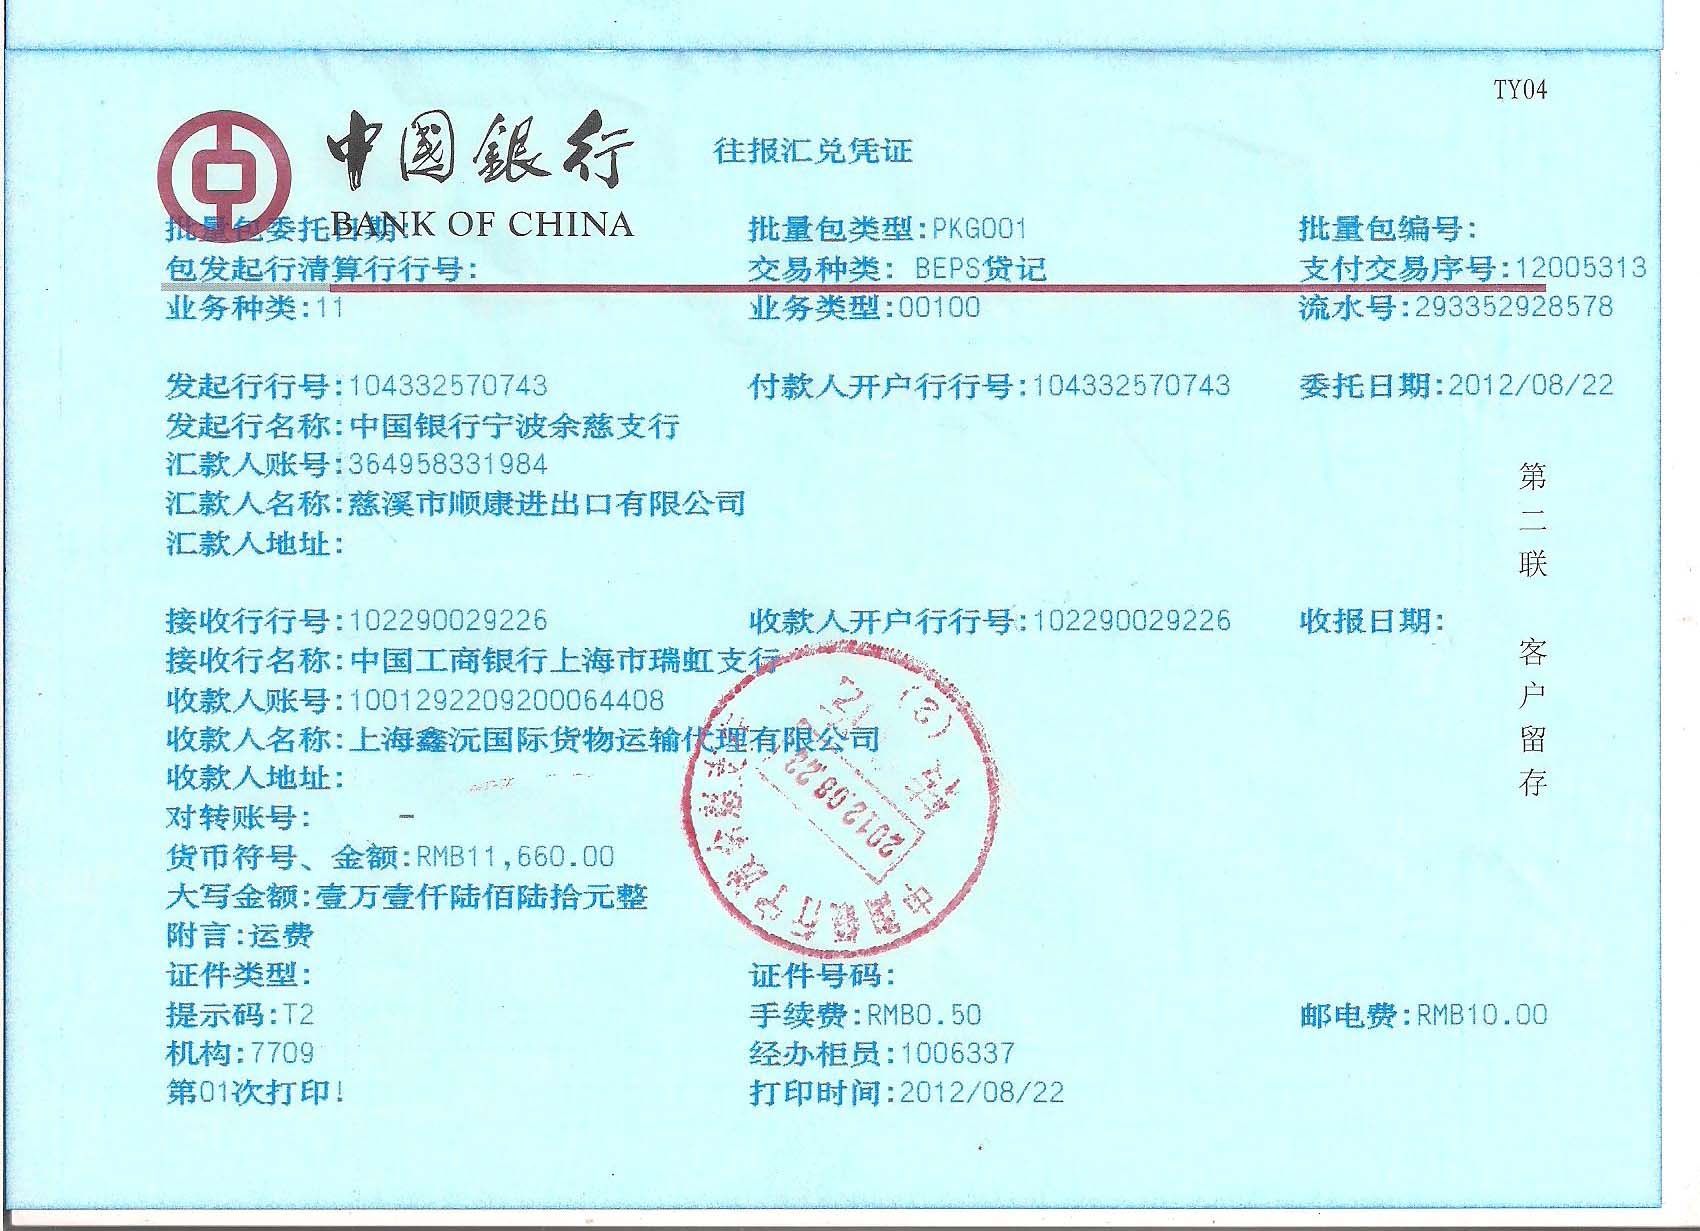 TY04
中國銀行 往报汇兑凭证
BANK OF CHINA
批量包委托日期: 批量包类型:PKG001 批量包编号:
包发起行清算行行号: 交易种类: BEPS贷记 支付交易序号:12005313
业务种类:11 业务类型:00100 流水号:293352928578
发起行行号:104332570743 付款人开户行行号:104332570743 委托日期:2012/08/22
发起行名称:中国银行宁波余慈支行
汇款人账号:364958331984
汇款人名称:慈溪市顺康进出口有限公司
汇款人地址:
接收行行号:102290029226 收款人开户行行号:102290029226 收报日期:
接收行名称:中国工商银行上海市瑞虹支行
收款人账号:1001292209200064408
收款人名称:上海鑫沅国际货物运输代理有限公司
收款人地址:
对转账号: -
货币符号、金额:RMB11,660.00
大写金额:壹万壹仟陆佰陆拾元整
附言:运费
证件类型: 证件号码:
提示码:T2 手续费:RMB0.50 邮电费:RMB10.00
机构:7709 经办柜员:1006337
第01次打印! 打印时间:2012/08/22
第二联 客户留存
中国银行宁波余慈支行
2012.08.22
转讫
(2)